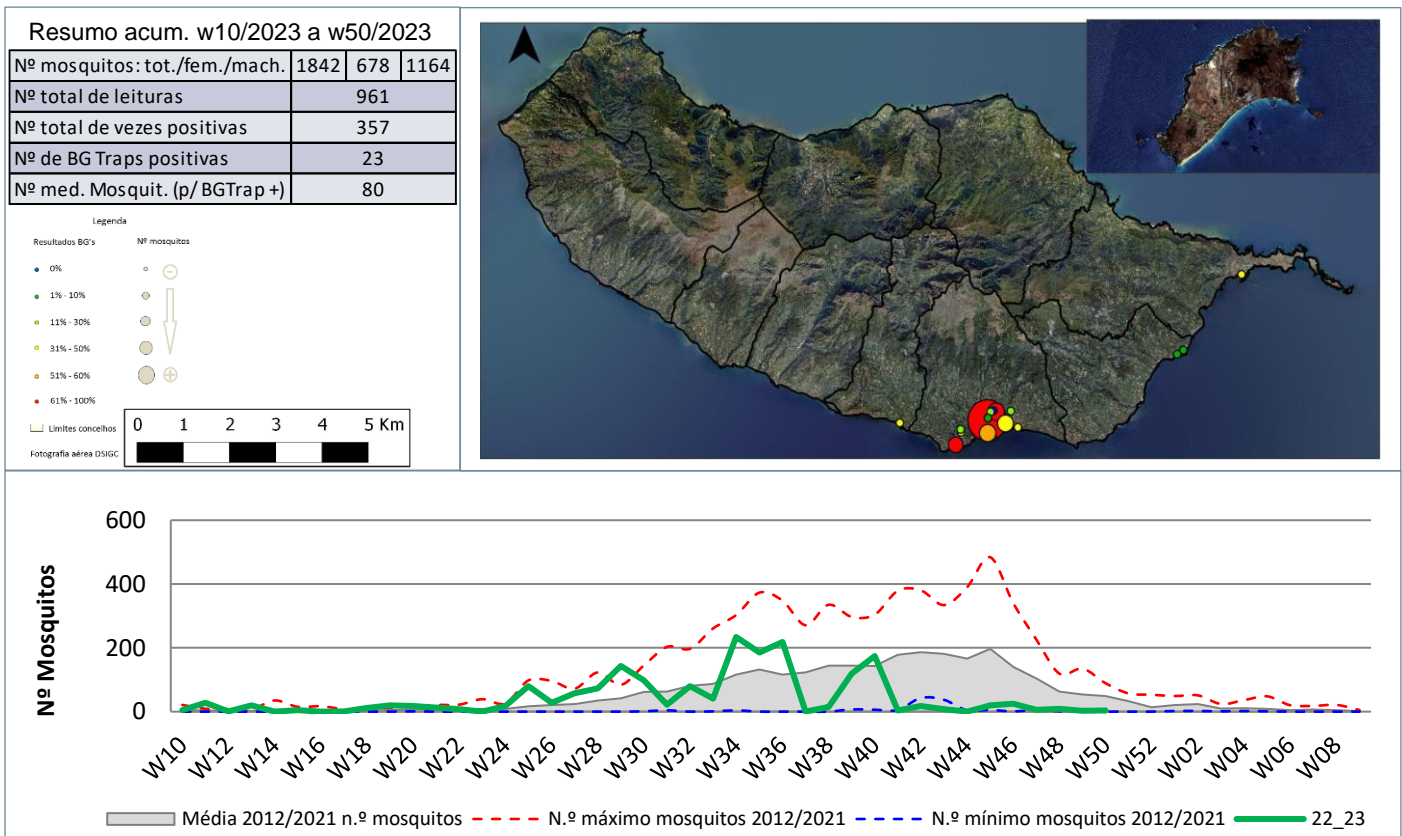 Resumo acum. w10/2023 a w50/2023
Nº mosquitos: tot./fem./mach. 1842 678 1164
Nº total de leituras 961
Nº total de vezes positivas 357
Nº de BG Traps positivas 23
Nº med. Mosquit. (p/ BGTrap +) 80
Legenda
Resultados BG's Nº mosquitos
0%
1% - 10%
11% - 30%
31% - 50%
51% - 60%
61% - 100%
Limites concelhos
Fotografia aérea DSIGC
0 1 2 3 4 5 Km
Nº Mosquitos
600
400
200
0
W10 W12 W14 W16 W18 W20 W22 W24 W26 W28 W30 W32 W34 W36 W38 W40 W42 W44 W46 W48 W50 W52 W02 W04 W06 W08
Média 2012/2021 n.º mosquitos N.º máximo mosquitos 2012/2021 N.º mínimo mosquitos 2012/2021 22_23